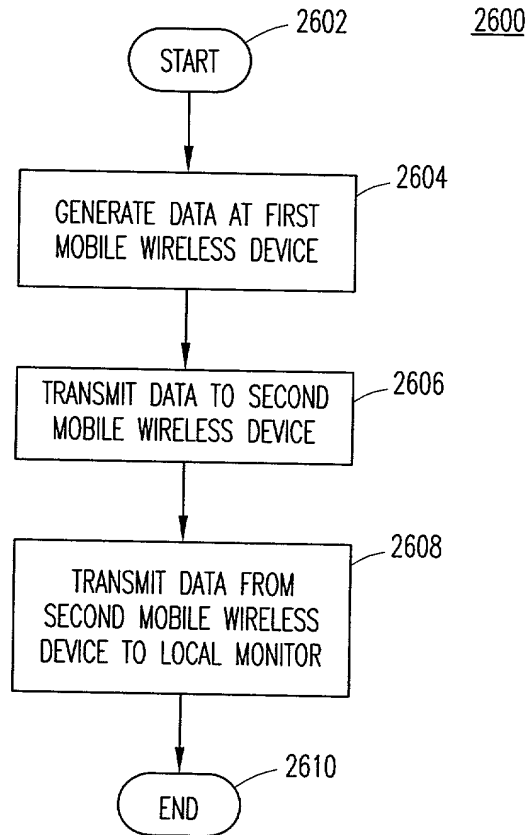 2602
2600
START
2604
GENERATE DATA AT FIRST
MOBILE WIRELESS DEVICE
2606
TRANSMIT DATA TO SECOND
MOBILE WIRELESS DEVICE
2608
TRANSMIT DATA FROM
SECOND MOBILE WIRELESS
DEVICE TO LOCAL MONITOR
2610
END